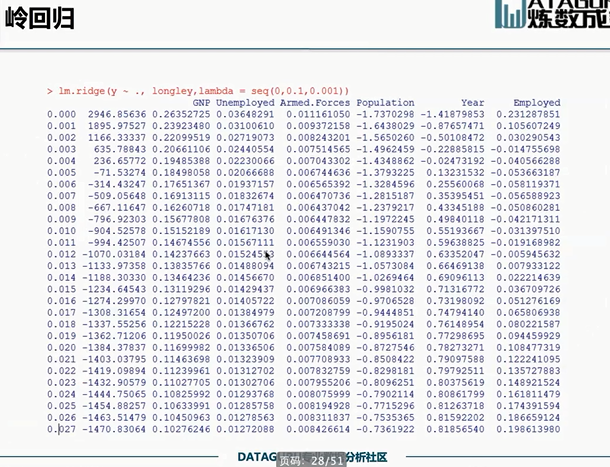 岭回归
炼数成
> lm.ridge(y ~ ., longley,lambda = seq(0,0.1,0.001))
GNP Unemployed Armed.Forces Population Year Employed
0.000 2946.85636 0.26352725 0.03648291 0.011161050 -1.7370298 -1.41879853 0.231287851
0.001 1895.97527 0.23923480 0.03100610 0.009372158 -1.6438029 -0.87657471 0.105607249
0.002 1166.33337 0.22099519 0.02719073 0.008243201 -1.5650260 -0.50108472 0.030290543
0.003 635.78843 0.20661106 0.02440554 0.007514565 -1.4962459 -0.22885815 -0.014755698
0.004 236.65772 0.19485388 0.02230066 0.007043302 -1.4348862 -0.02473192 -0.040566288
0.005 -71.53274 0.18498058 0.02066688 0.006744636 -1.3793225 0.13231532 -0.053663187
0.006 -314.43247 0.17651367 0.01937157 0.006565392 -1.3284596 0.25560068 -0.058119371
0.007 -509.05648 0.16913115 0.01832674 0.006470736 -1.2815187 0.35395451 -0.056588923
0.008 -667.11647 0.16260718 0.01747181 0.006437042 -1.2379217 0.43345188 -0.050860281
0.009 -796.92303 0.15677808 0.01676376 0.006447832 -1.1972245 0.49840118 -0.042171311
0.010 -904.52578 0.15152189 0.01617130 0.006491346 -1.1590755 0.55193667 -0.031397510
0.011 -994.42507 0.14674556 0.01567111 0.006559030 -1.1231903 0.59638825 -0.019168982
0.012 -1070.03184 0.14237663 0.006644564 -1.0893337 0.63352047 -0.005945632
0.013 -1133.97358 0.13835766 0.01488094 0.006743215 -1.0573084 0.66469138 0.007933122
0.014 -1188.30330 0.13464136 0.01456670 0.006851400 -1.0269464 0.69096113 0.022214639
0.015 -1234.64543 0.13119296 0.01429437 0.006966384 -0.9981032 0.71316772 0.036709726
0.016 -1274.29970 0.12797821 0.01405722 0.007086059 -0.9706528 0.73198092 0.051276169
0.017 -1308.31654 0.12497200 0.01384979 0.007208779 -0.9444851 0.74794140 0.065806938
0.018 -1337.55256 0.12215228 0.01366762 0.007333338 -0.9195024 0.76148954 0.080221587
0.019 -1362.71206 0.11950026 0.01350706 0.007458691 -0.8956181 0.77298695 0.094459929
0.020 -1384.37837 0.11699982 0.01336506 0.007584089 -0.8727546 0.78273271 0.108477319
0.021 -1403.03795 0.11463698 0.01323909 0.007708933 -0.8508422 0.79097588 0.122241095
0.022 -1419.09894 0.11239961 0.01312702 0.007832759 -0.8298181 0.79792511 0.135727883
0.023 -1432.90579 0.11027705 0.01302706 0.007955206 -0.8096251 0.80375619 0.148921524
0.024 -1444.75065 0.10825992 0.01293768 0.008075999 -0.7902114 0.80861799 0.161811479
0.025 -1454.88257 0.10633991 0.01285758 0.008194928 -0.7715296 0.81263718 0.174391594
0.026 -1463.51479 0.10450963 0.01278563 0.008311837 -0.7535365 0.81592202 0.186659124
0.027 -1470.83064 0.10276246 0.01272088 0.008426614 -0.7361922 0.81856540 0.198613980
DATAG 页码: 28/51 分析社区